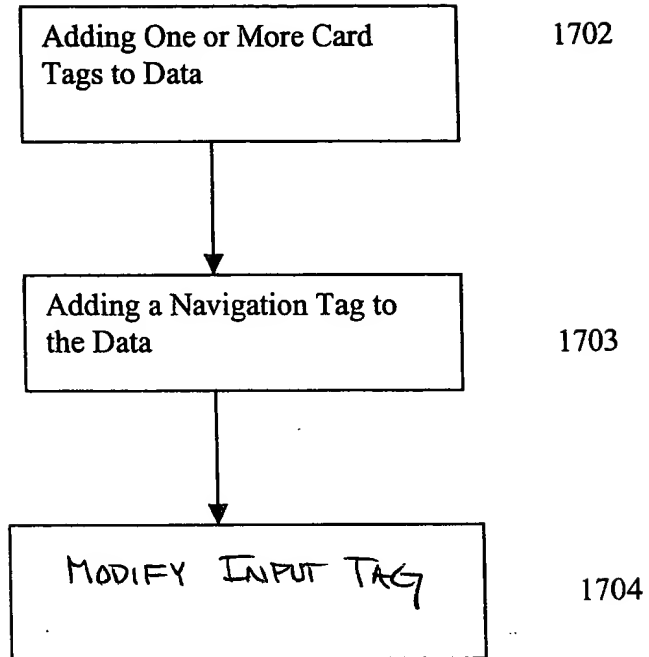 Adding One or More Card 1702
Tags to Data
Adding a Navigation Tag to
the Data 1703
MODIFY INPUT TAG
1704